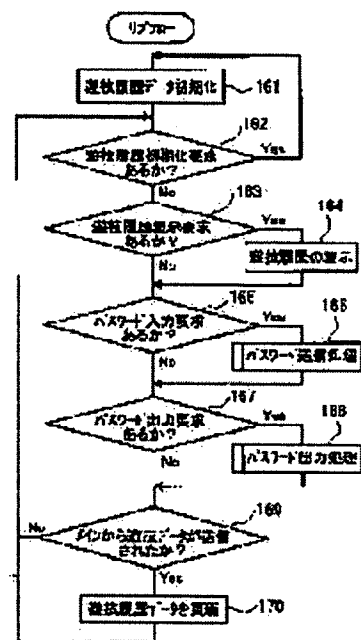 サブフロー
遊技履歴データ初期化
161
162
遊技履歴初期化要求
あるか?
Yes
No
163
遊技履歴表示要求
あるか?
Yes
164
遊技履歴の表示
No
166
パスワード入力要求
あるか?
Yes
165
パスワード送信処理
No
167
パスワード出力要求
あるか?
Yes
168
パスワード出力処理
No
169
メインから遊技データが送信
されたか?
No
Yes
遊技履歴データを更新
170